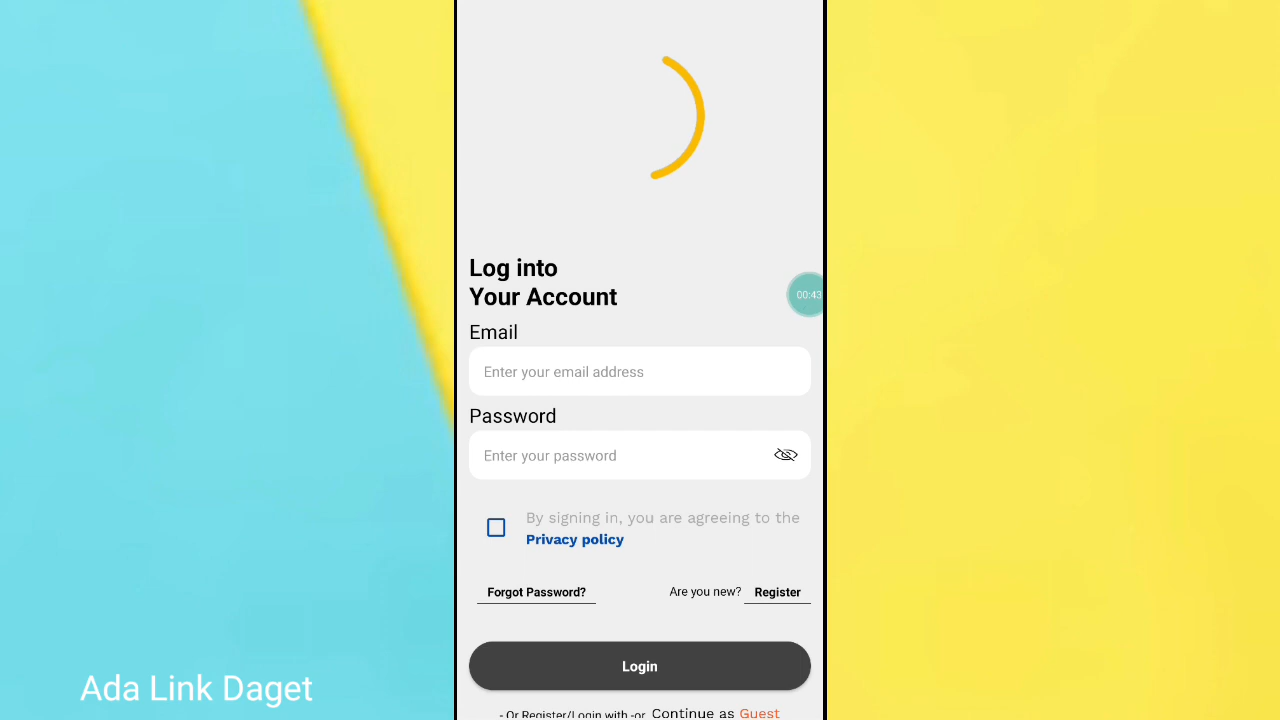 Log into
Your Account
00:43
Email
Enter your email address
Password
Enter your password
By signing in, you are agreeing to the
Privacy policy
Forgot Password?
Are you new? Register
Login
- Or Register/Login with -or Continue as Guest
Ada Link Daget